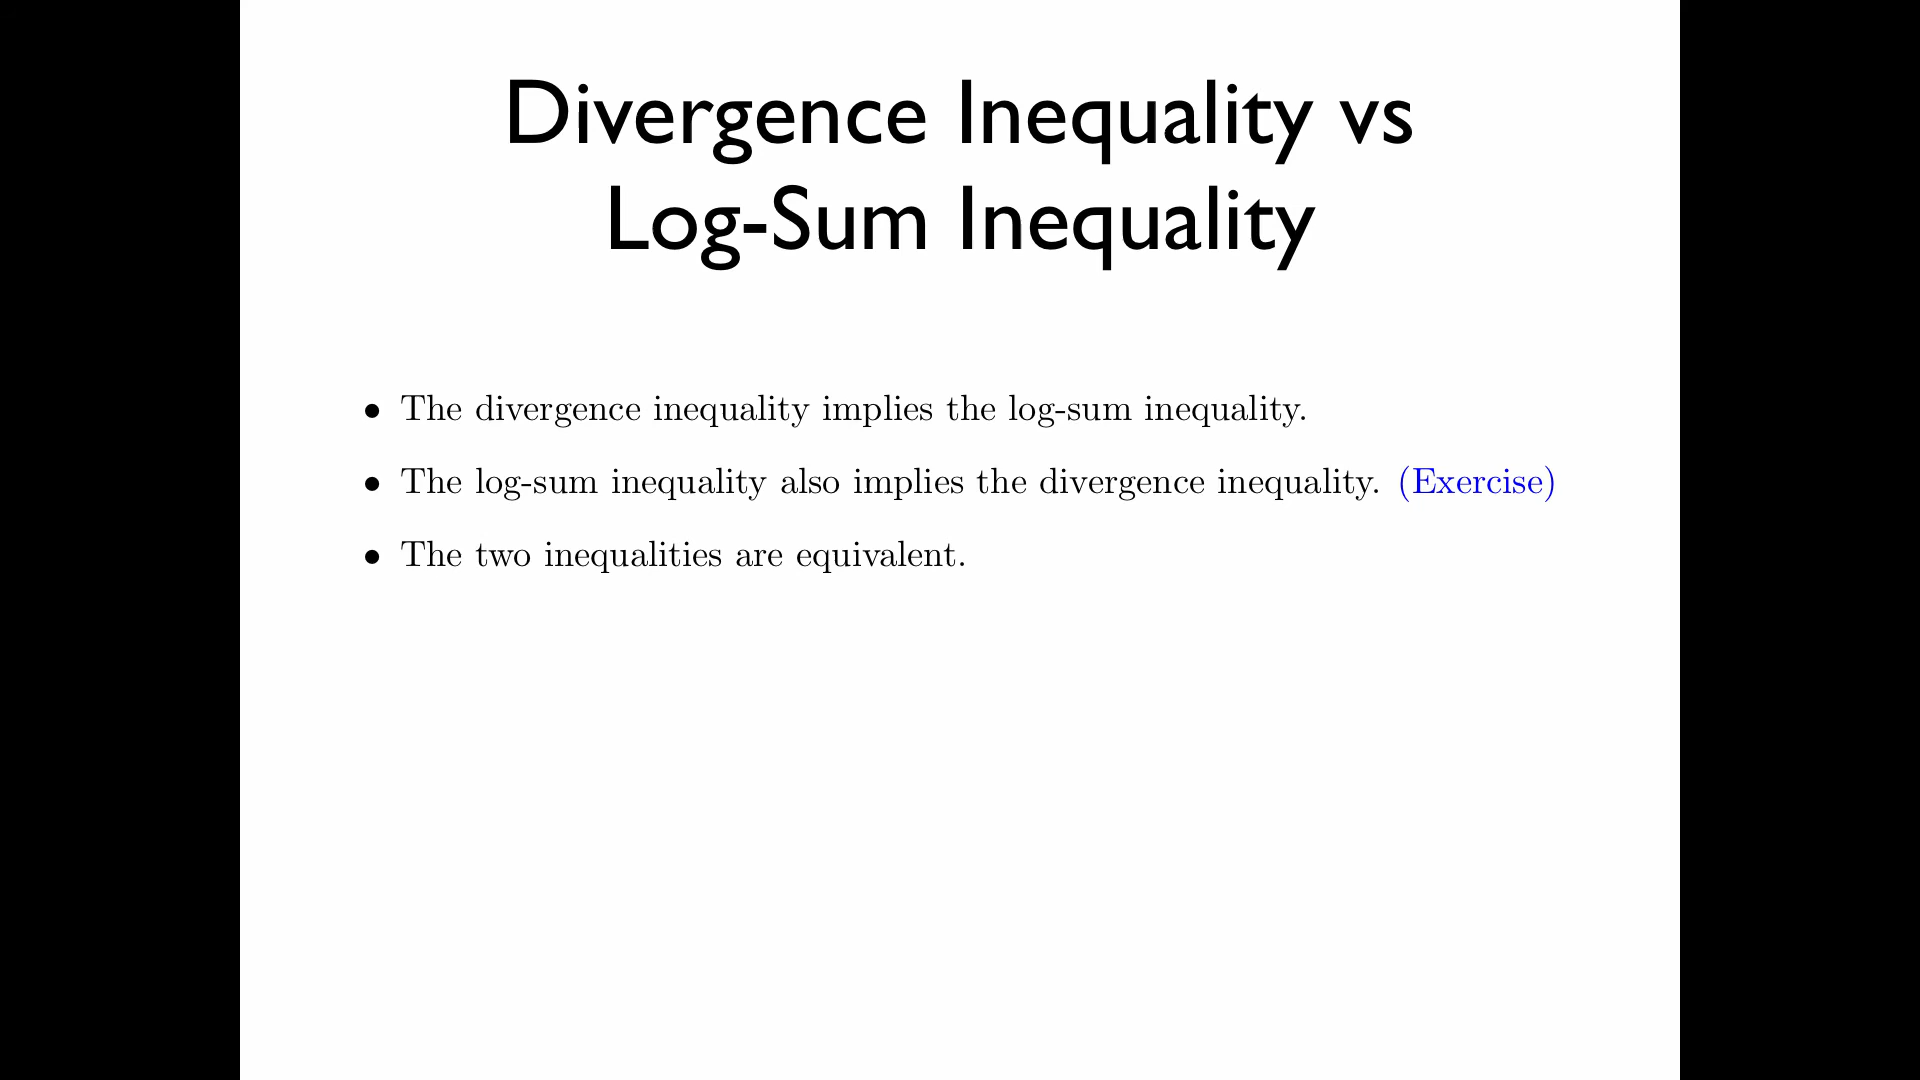 Divergence Inequality vs
Log-Sum Inequality
• The divergence inequality implies the log-sum inequality.
• The log-sum inequality also implies the divergence inequality. (Exercise)
• The two inequalities are equivalent.